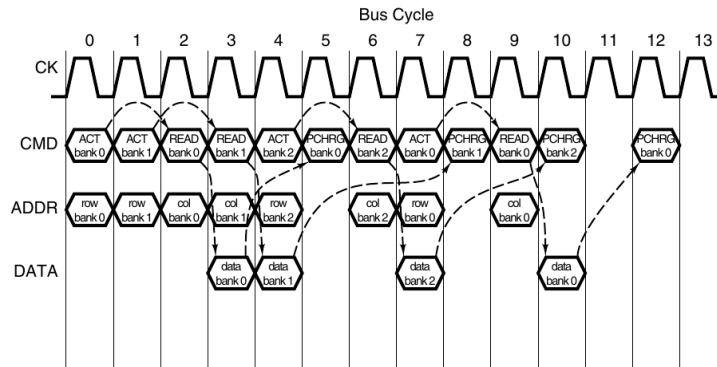 Bus Cycle
0 1 2 3 4 5 6 7 8 9 10 11 12 13
CK
CMD
ACT bank 0
ACT bank 1
READ bank 0
READ bank 1
ACT bank 2
PCHRG bank 0
READ bank 2
ACT bank 0
PCHRG bank 1
READ bank 0
PCHRG bank 2
PCHRG bank 0
ADDR
row bank 0
row bank 1
col bank 0
col bank 1
row bank 2
col bank 2
row bank 0
col bank 0
DATA
data bank 0
data bank 1
data bank 2
data bank 0